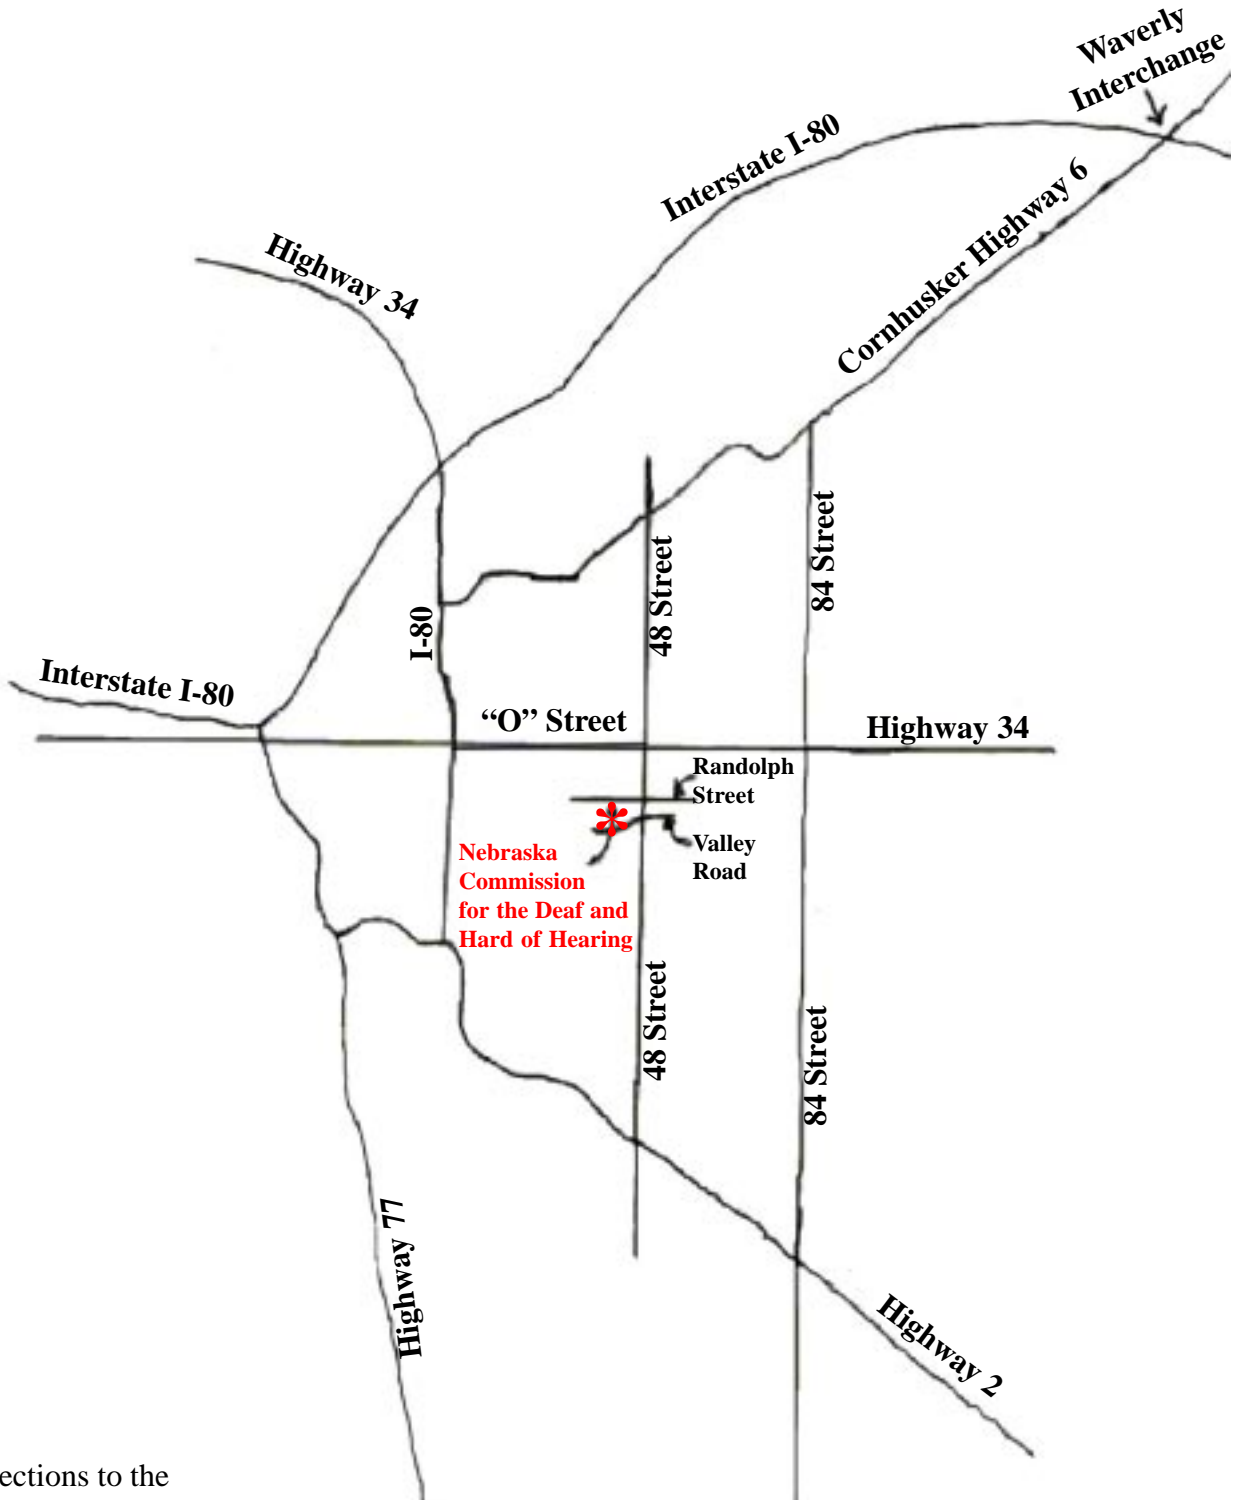 Waverly
Interchange
Interstate I-80
Cornhusker Highway 6
Highway 34
84 Street
48 Street
I-80
Interstate I-80
“O” Street
Highway 34
Randolph
Street
Valley
Road
Nebraska
Commission
for the Deaf and
Hard of Hearing
48 Street
84 Street
Highway 77
Highway 2
ections to the